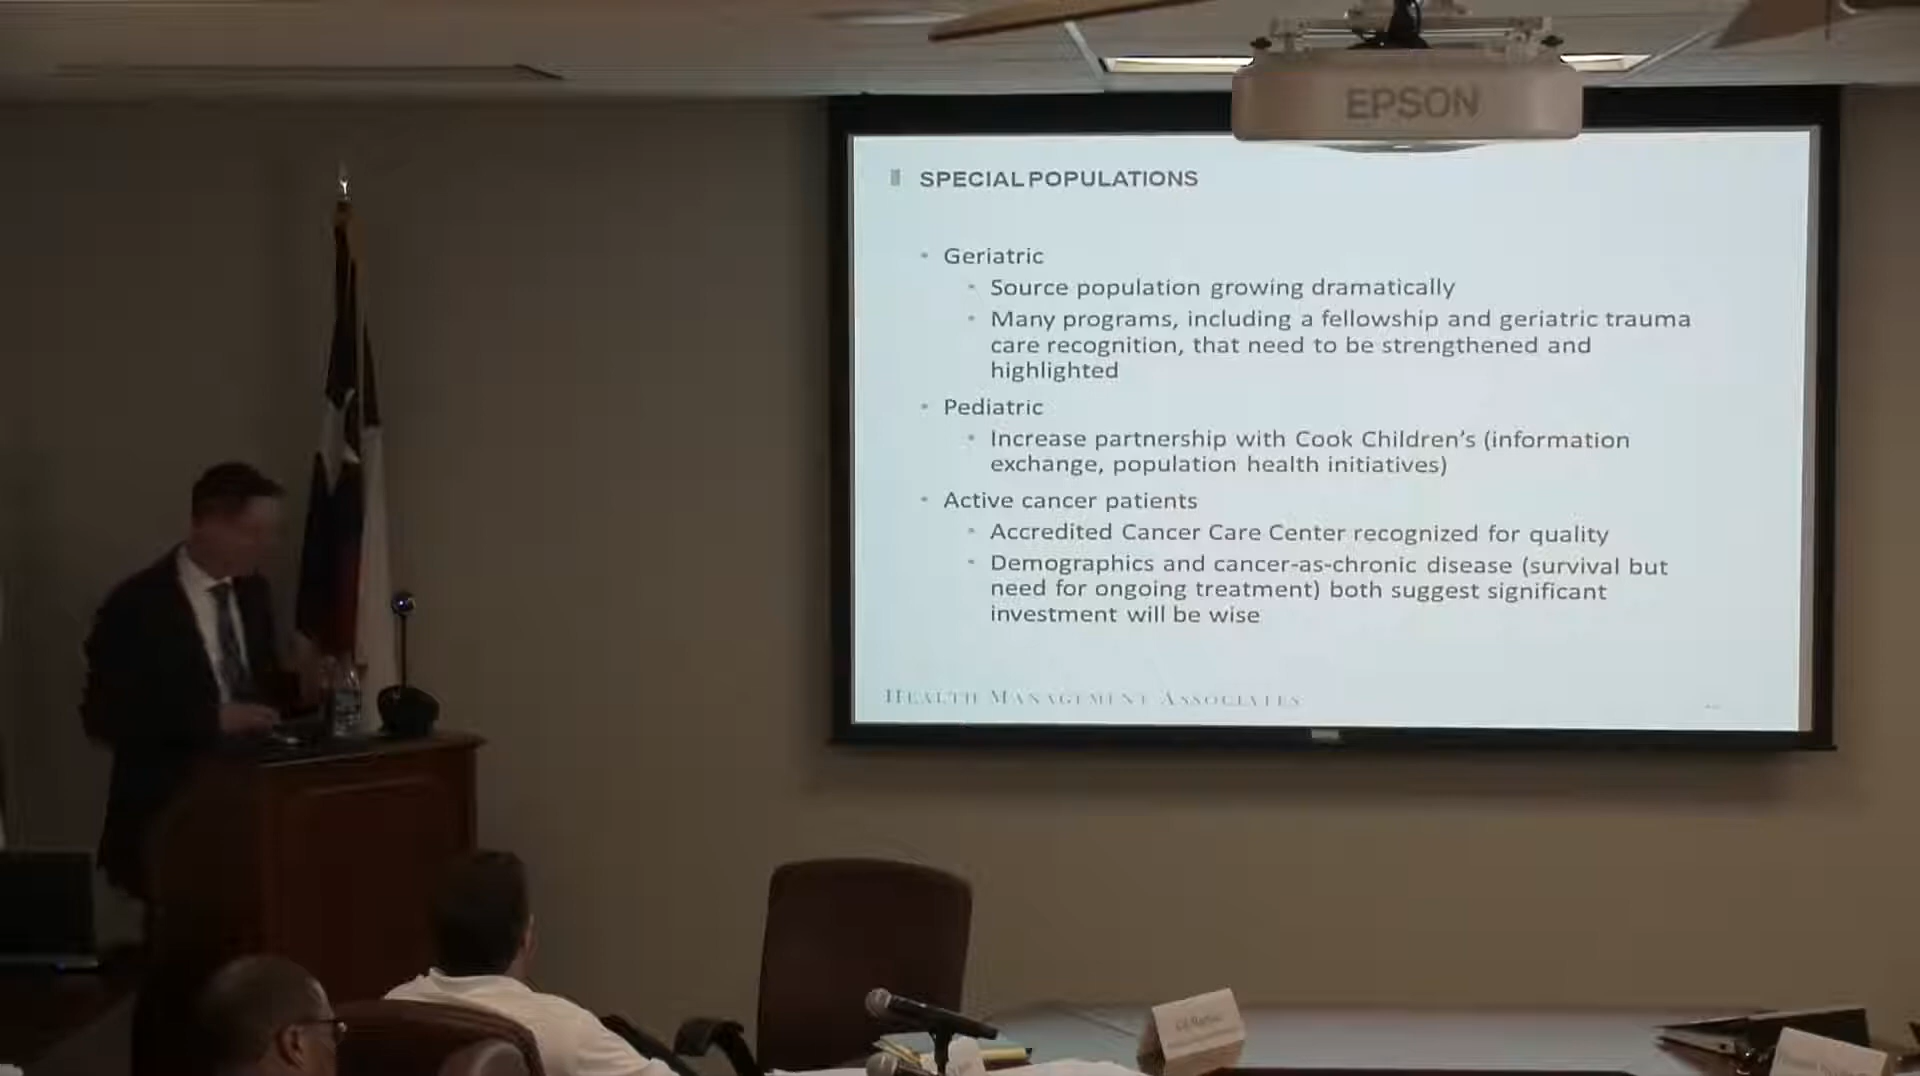 EPSON
SPECIAL POPULATIONS
• Geriatric
• Source population growing dramatically
• Many programs, including a fellowship and geriatric trauma
care recognition, that need to be strengthened and
highlighted
• Pediatric
• Increase partnership with Cook Children's (information
exchange, population health initiatives)
• Active cancer patients
• Accredited Cancer Care Center recognized for quality
• Demographics and cancer-as-chronic disease (survival but
need for ongoing treatment) both suggest significant
investment will be wise
HEALTH MANAGEMENT ASSOCIATES